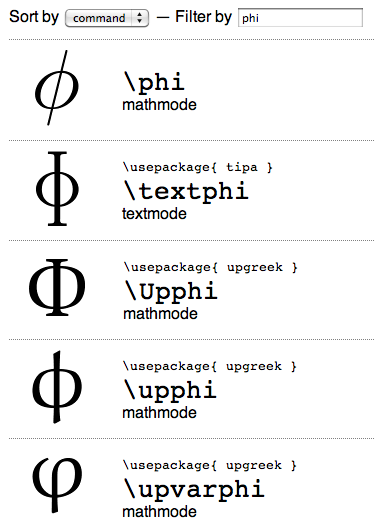 Sort by command — Filter by phi
ϕ
\phi
mathmode
\usepackage{ tipa }
ɸ
\textphi
textmode
\usepackage{ upgreek }
Φ
\Upphi
mathmode
\usepackage{ upgreek }
ϕ
\upphi
mathmode
\usepackage{ upgreek }
φ
\upvarphi
mathmode